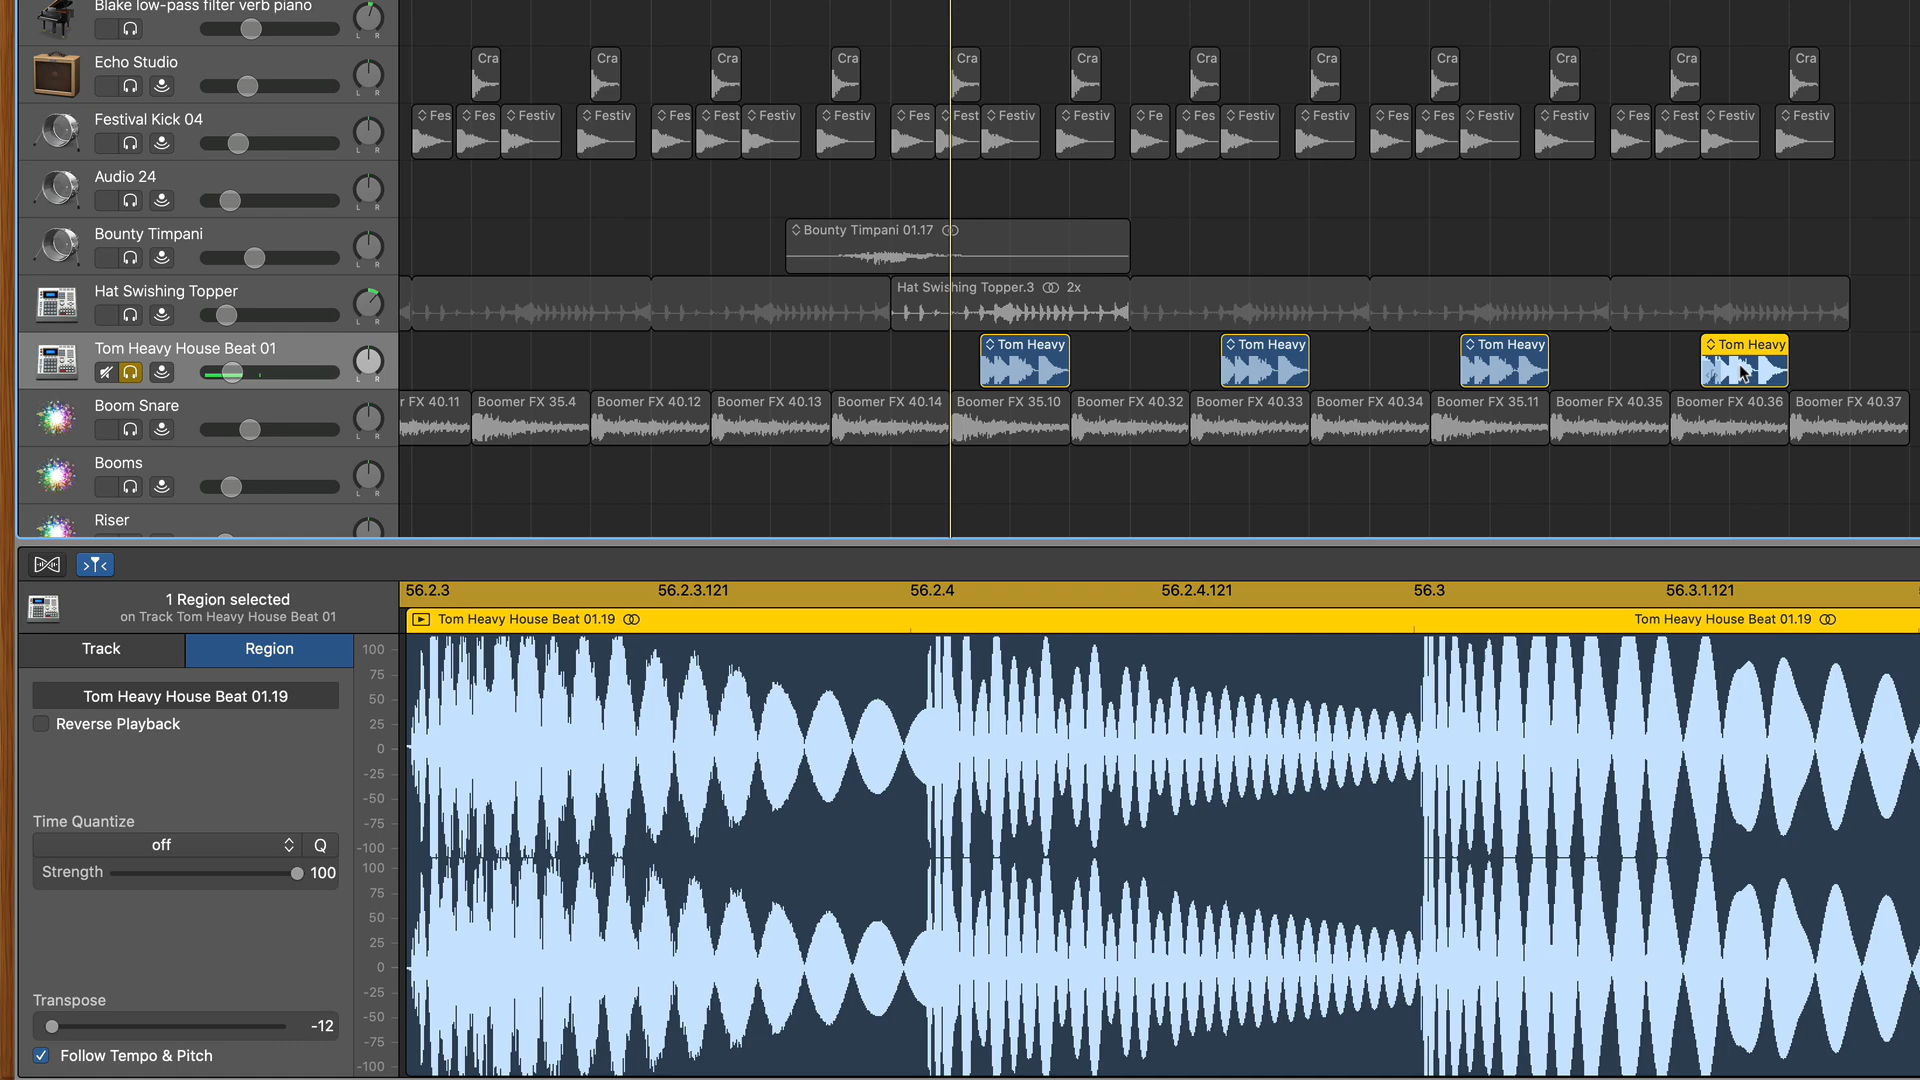 Blake low-pass filter verb piano
L R
Echo Studio
L R
Cra Cra Cra Cra Cra Cra Cra Cra Cra Cra Cra Cra
Festival Kick 04
L R
Fes Fes Festiv Festiv Fes Fest Festiv Festiv Fes Fest Festiv Festiv Fe Fes Festiv Festiv Fes Fes Festiv Festiv Fes Fest Festiv Festiv
Audio 24
L R
Bounty Timpani
L R
Bounty Timpani 01.17
Hat Swishing Topper
L R
Hat Swishing Topper.3 2x
Tom Heavy House Beat 01
L R
Tom Heavy Tom Heavy Tom Heavy Tom Heavy
Boom Snare
L R
r FX 40.11 Boomer FX 35.4 Boomer FX 40.12 Boomer FX 40.13 Boomer FX 40.14 Boomer FX 35.10 Boomer FX 40.32 Boomer FX 40.33 Boomer FX 40.34 Boomer FX 35.11 Boomer FX 40.35 Boomer FX 40.36 Boomer FX 40.37
Booms
L R
Riser
56.2.3 56.2.3.121 56.2.4 56.2.4.121 56.3 56.3.1.121
1 Region selected
on Track Tom Heavy House Beat 01
Tom Heavy House Beat 01.19 Tom Heavy House Beat 01.19
Track Region
Tom Heavy House Beat 01.19
Reverse Playback
Time Quantize
off Q
Strength 100
Transpose
-12
Follow Tempo & Pitch
100
75
50
25
0
-25
-50
-75
-100
100
75
50
25
0
-25
-50
-75
-100